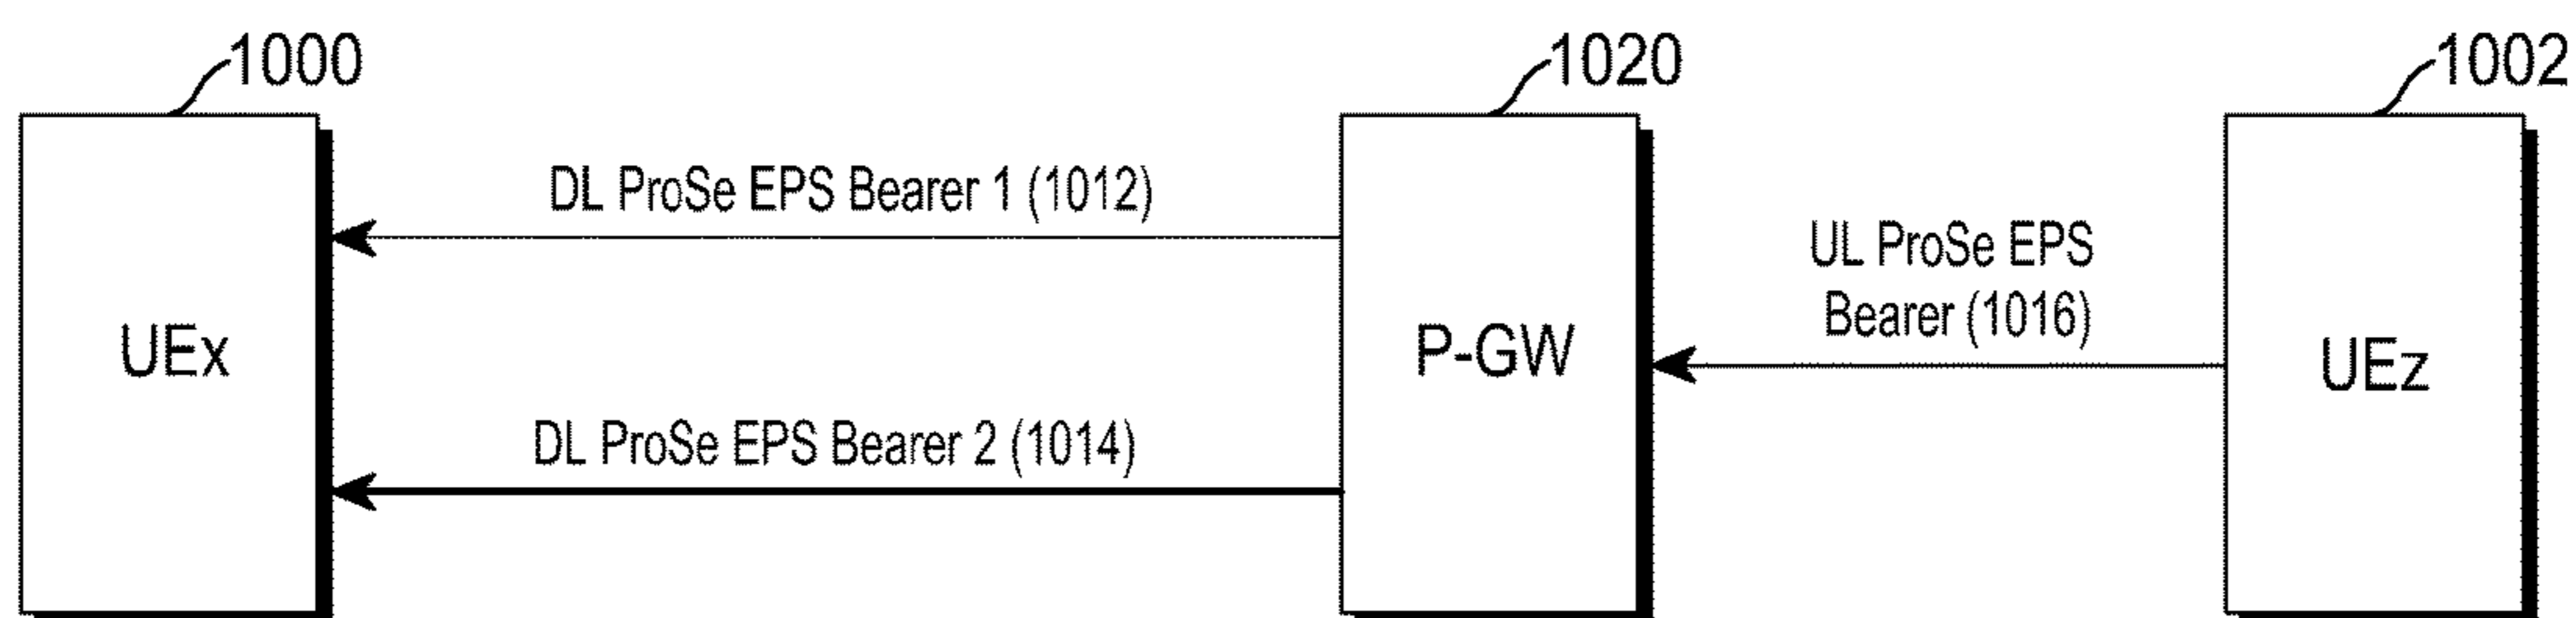 1000
1020
1002
DL ProSe EPS Bearer 1 (1012)
UL ProSe EPS
Bearer (1016)
UEx
P-GW
UEz
DL ProSe EPS Bearer 2 (1014)